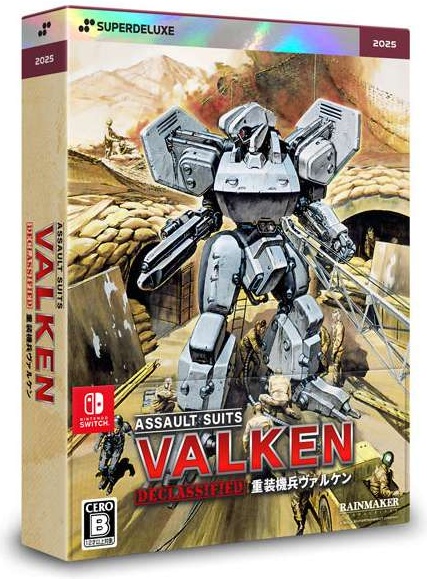 SUPERDELUXE
2025
2025
ASSAULT SUITS
VALKEN
DECLASSIFIED 重装機兵ヴァルケン
NINTENDO
SWITCH
ASSAULT SUITS
VALKEN
DECLASSIFIED 重装機兵ヴァルケン
CERO
B
RAINMAKER